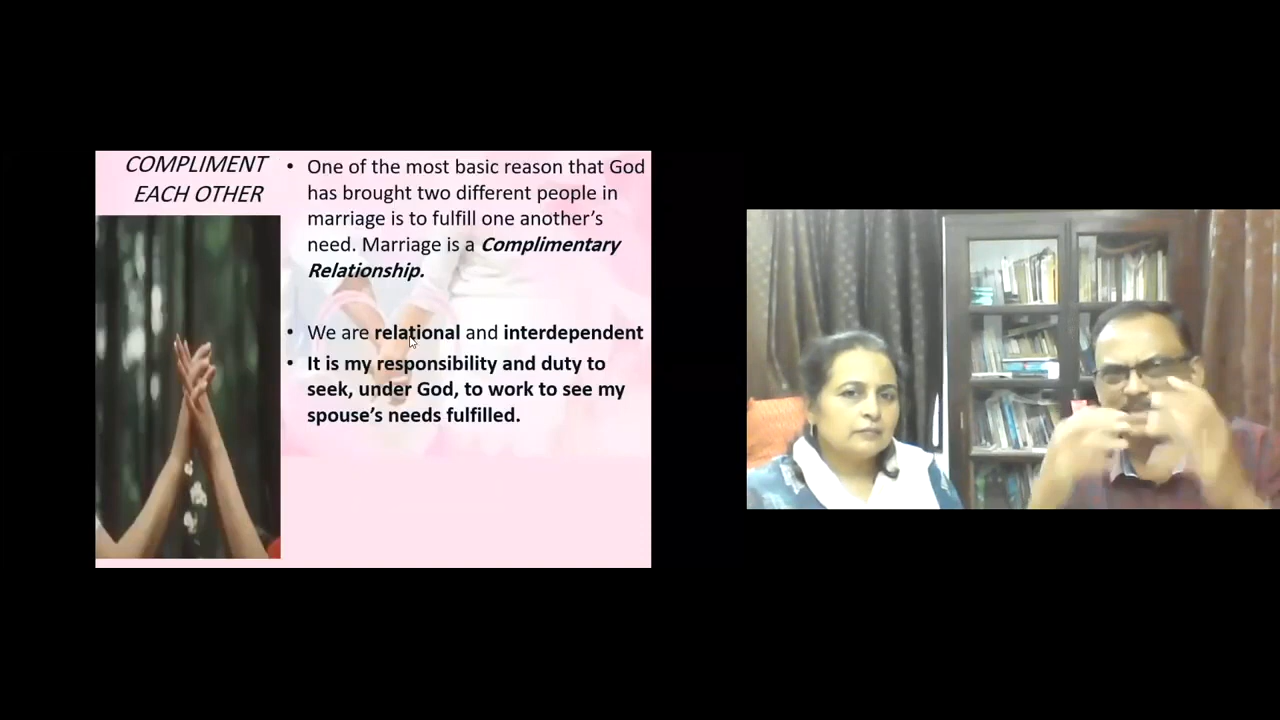 COMPLIMENT
EACH OTHER
• One of the most basic reason that God
has brought two different people in
marriage is to fulfill one another’s
need. Marriage is a Complimentary
Relationship.
• We are relational and interdependent
• It is my responsibility and duty to
seek, under God, to work to see my
spouse’s needs fulfilled.